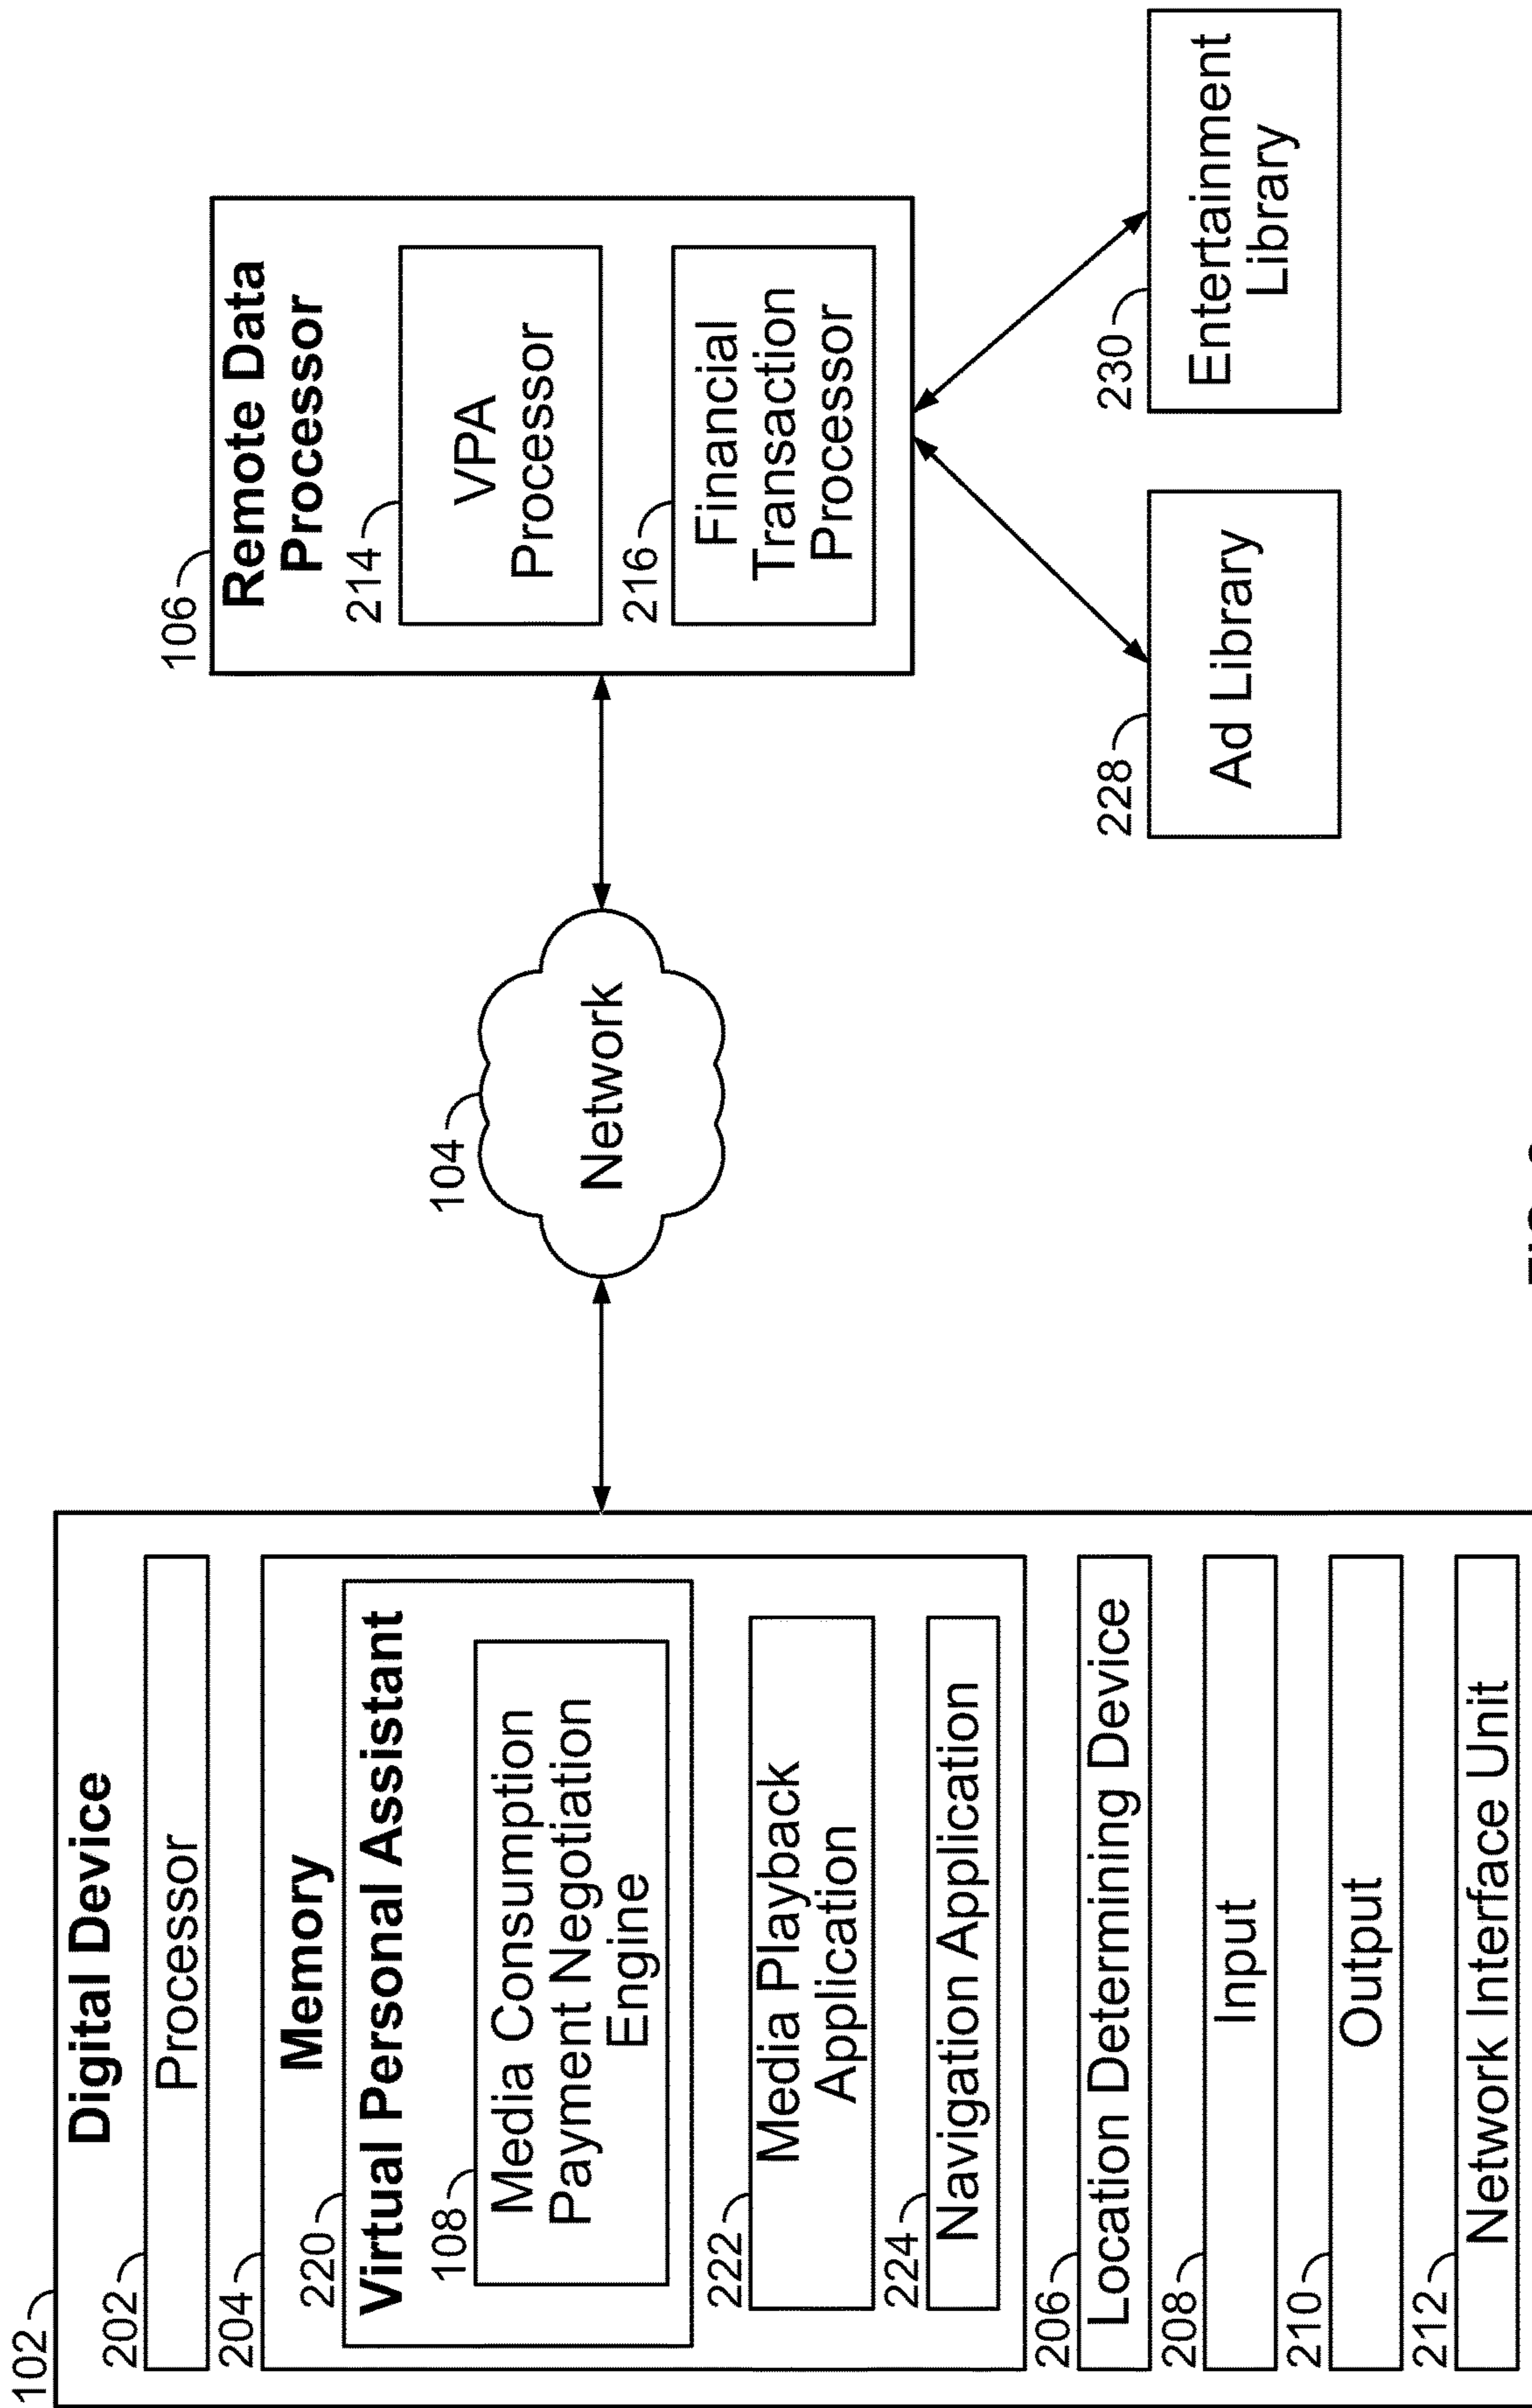 102
Digital Device
202
Processor
204
Memory
220
Virtual Personal Assistant
108
Media Consumption
Payment Negotiation
Engine
222
Media Playback
Application
224
Navigation Application
206
Location Determining Device
208
Input
210
Output
212
Network Interface Unit
104
Network
106
Remote Data
Processor
214
VPA
Processor
216
Financial
Transaction
Processor
228
Ad Library
230
Entertainment
Library